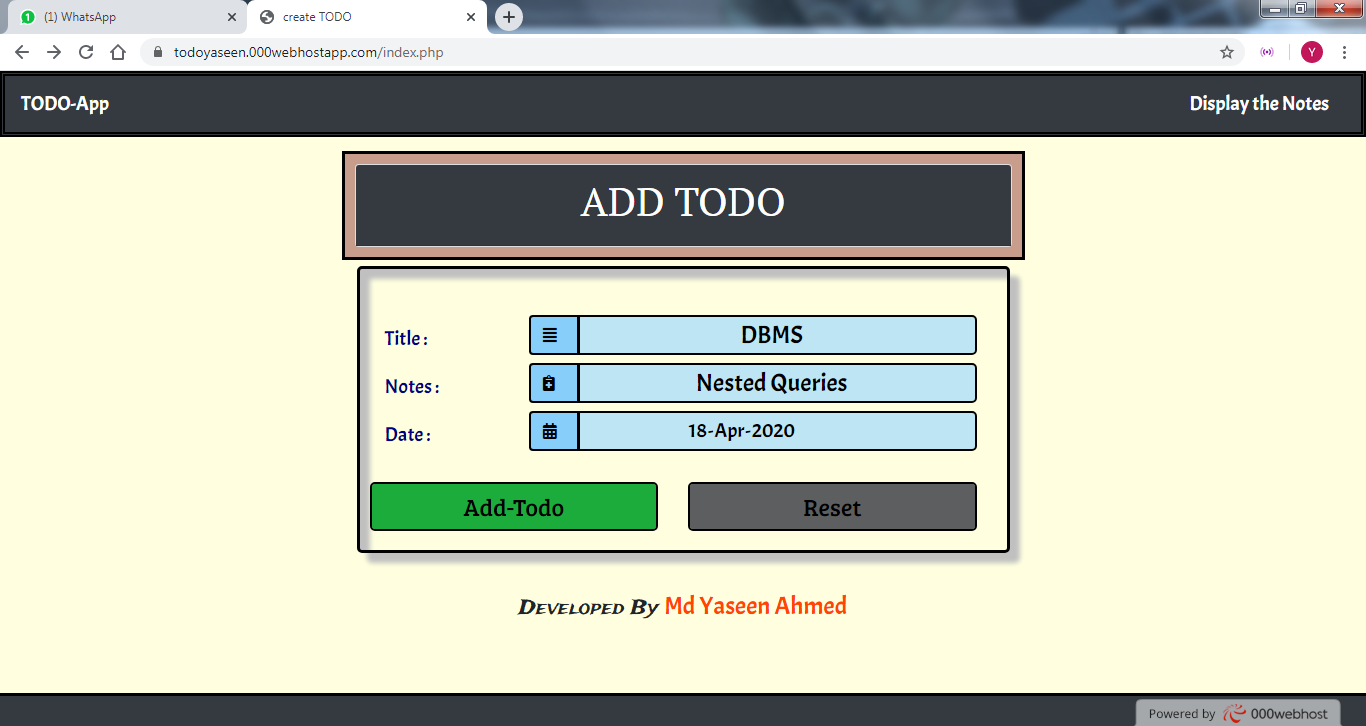 (1) WhatsApp
create TODO
todoyaseen.000webhostapp.com/index.php
Y
TODO-App
Display the Notes
ADD TODO
Title :
DBMS
Notes :
Nested Queries
Date :
18-Apr-2020
Add-Todo
Reset
Developed By Md Yaseen Ahmed
Powered by 000webhost